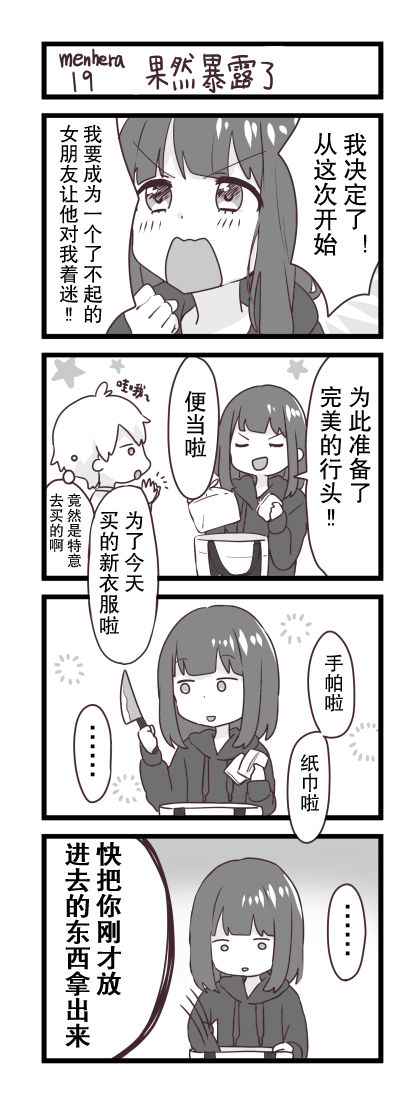 menhera
19
果然暴露了
我决定了！
从这次开始
我要成为一个了不起的
女朋友让他对我着迷!!
为此准备了
完美的行头!!
便当啦
哇哦~
竟然是特意
去买的啊
为了今天
买的新衣服啦
手帕啦
纸巾啦
……
……
快把你刚才放
进去的东西拿出来